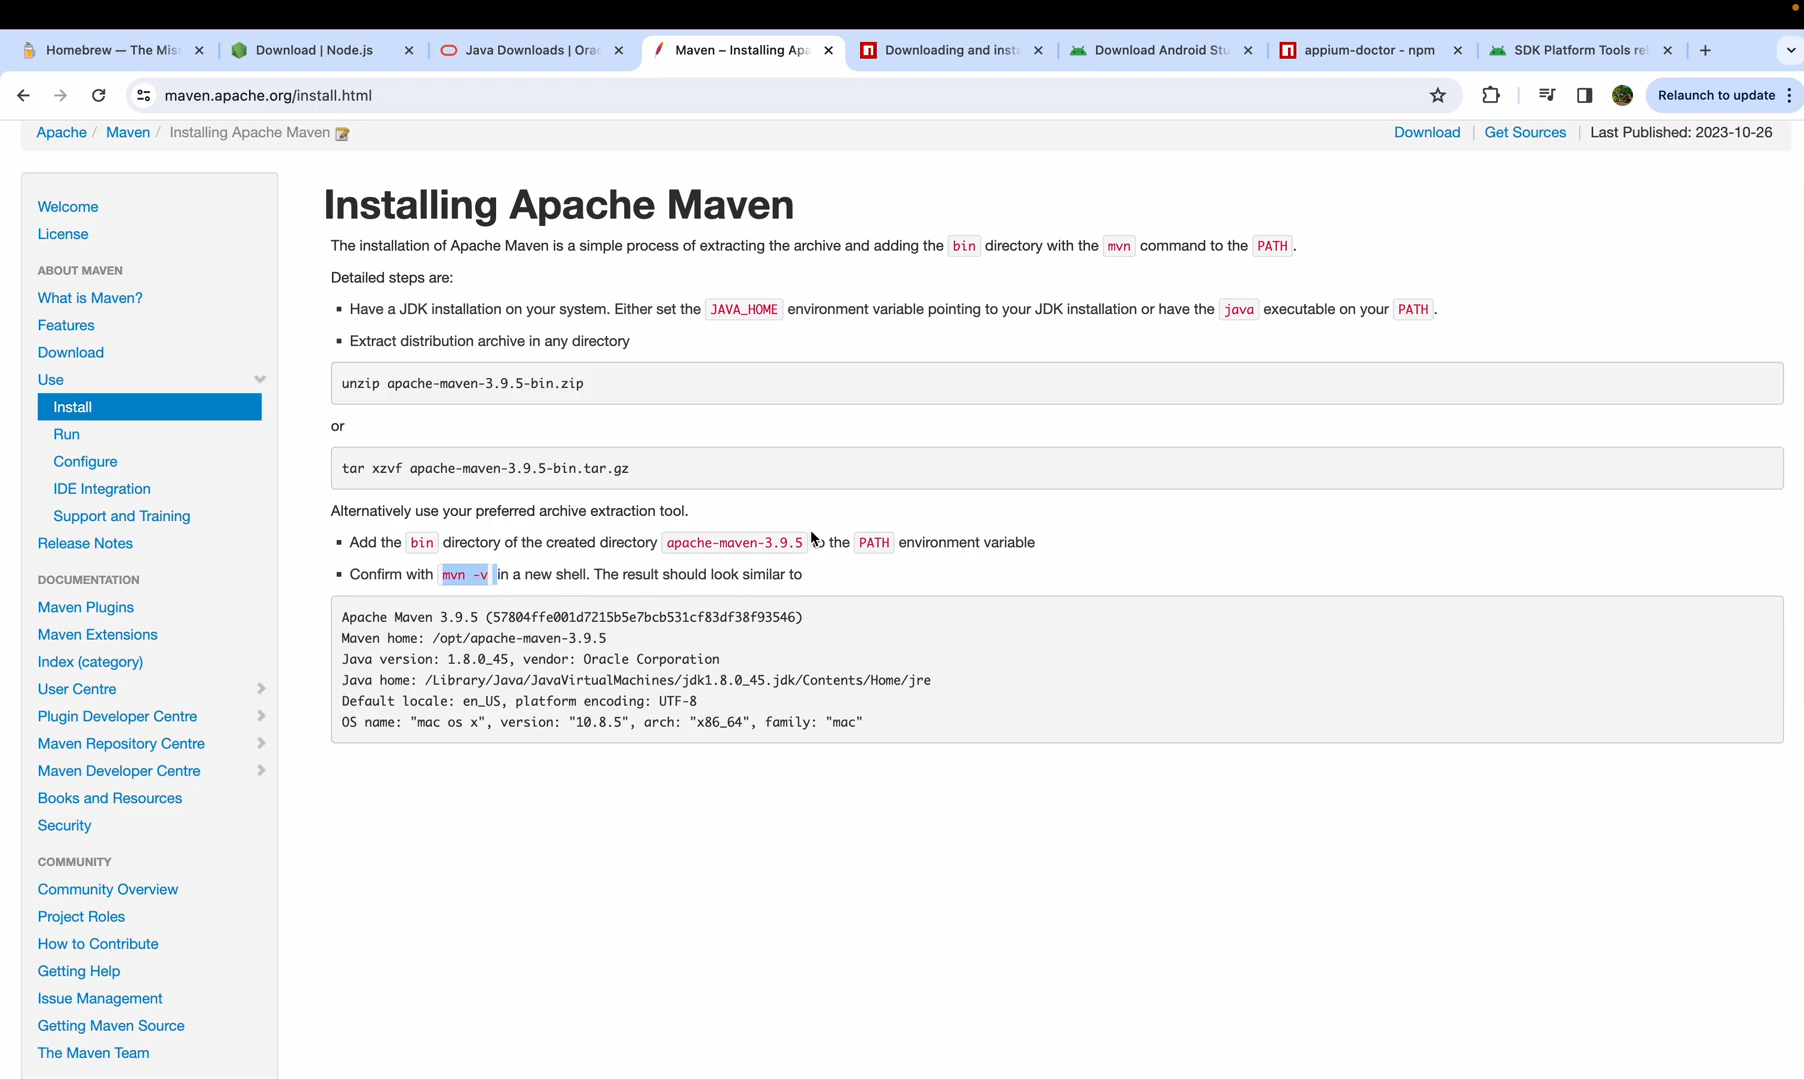 Homebrew — The Mis
Download | Node.js
Java Downloads | Ora
Maven – Installing Apa
Downloading and inst
Download Android Stu
appium-doctor - npm
SDK Platform Tools rel
maven.apache.org/install.html
Relaunch to update
Apache / Maven / Installing Apache Maven
Download | Get Sources | Last Published: 2023-10-26
Welcome
License
ABOUT MAVEN
What is Maven?
Features
Download
Use
Install
Run
Configure
IDE Integration
Support and Training
Release Notes
DOCUMENTATION
Maven Plugins
Maven Extensions
Index (category)
User Centre
Plugin Developer Centre
Maven Repository Centre
Maven Developer Centre
Books and Resources
Security
COMMUNITY
Community Overview
Project Roles
How to Contribute
Getting Help
Issue Management
Getting Maven Source
The Maven Team
Installing Apache Maven
The installation of Apache Maven is a simple process of extracting the archive and adding the bin directory with the mvn command to the PATH.
Detailed steps are:
Have a JDK installation on your system. Either set the JAVA_HOME environment variable pointing to your JDK installation or have the java executable on your PATH.
Extract distribution archive in any directory
unzip apache-maven-3.9.5-bin.zip
or
tar xzvf apache-maven-3.9.5-bin.tar.gz
Alternatively use your preferred archive extraction tool.
Add the bin directory of the created directory apache-maven-3.9.5 to the PATH environment variable
Confirm with mvn -v in a new shell. The result should look similar to
Apache Maven 3.9.5 (57804ffe001d7215b5e7bcb531cf83df38f93546)
Maven home: /opt/apache-maven-3.9.5
Java version: 1.8.0_45, vendor: Oracle Corporation
Java home: /Library/Java/JavaVirtualMachines/jdk1.8.0_45.jdk/Contents/Home/jre
Default locale: en_US, platform encoding: UTF-8
OS name: "mac os x", version: "10.8.5", arch: "x86_64", family: "mac"